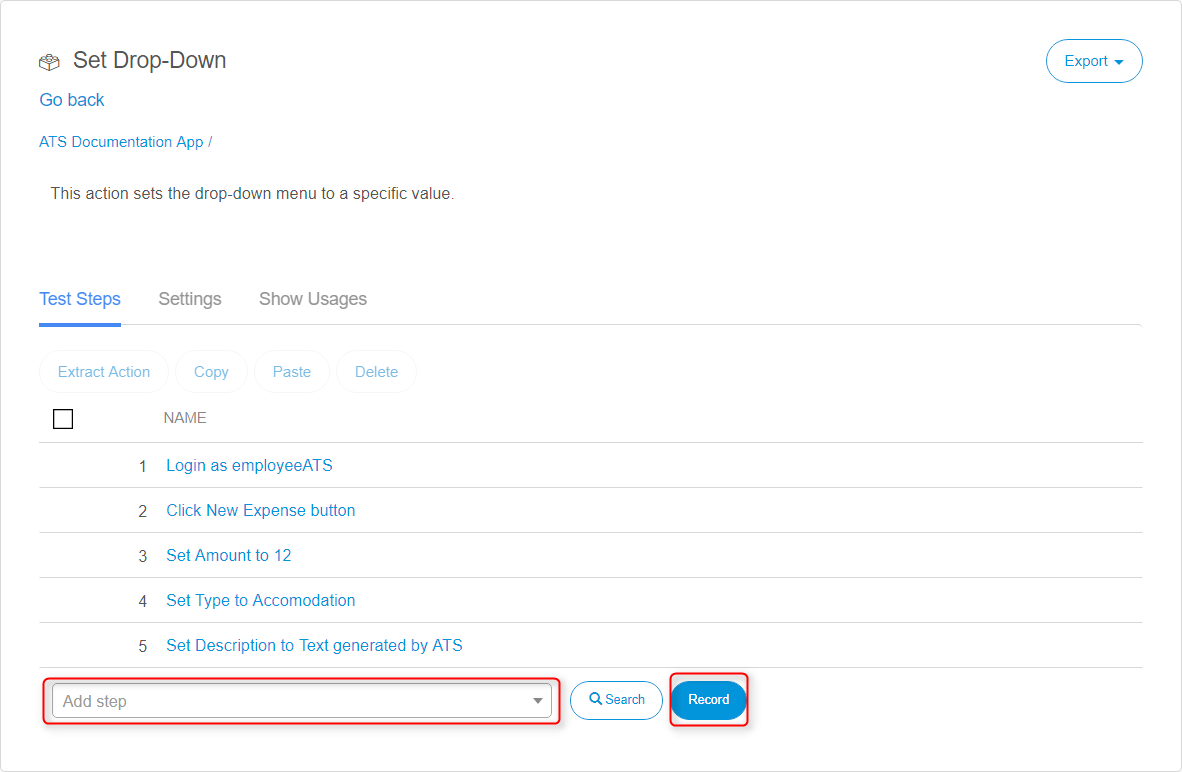 Set Drop-Down
Export
Go back
ATS Documentation App /
This action sets the drop-down menu to a specific value.
Test Steps Settings Show Usages
Extract Action Copy Paste Delete
NAME
1 Login as employeeATS
2 Click New Expense button
3 Set Amount to 12
4 Set Type to Accomodation
5 Set Description to Text generated by ATS
Add step Search Record